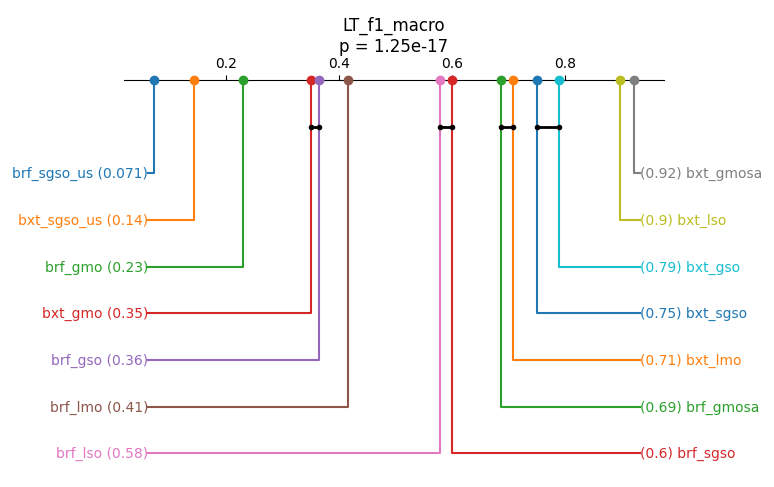 LT_f1_macro
p = 1.25e-17
0.2 0.4 0.6 0.8
brf_sgso_us (0.071) (0.92) bxt_gmosa
bxt_sgso_us (0.14) (0.9) bxt_lso
brf_gmo (0.23) (0.79) bxt_gso
bxt_gmo (0.35) (0.75) bxt_sgso
brf_gso (0.36) (0.71) bxt_lmo
brf_lmo (0.41) (0.69) brf_gmosa
brf_lso (0.58) (0.6) brf_sgso